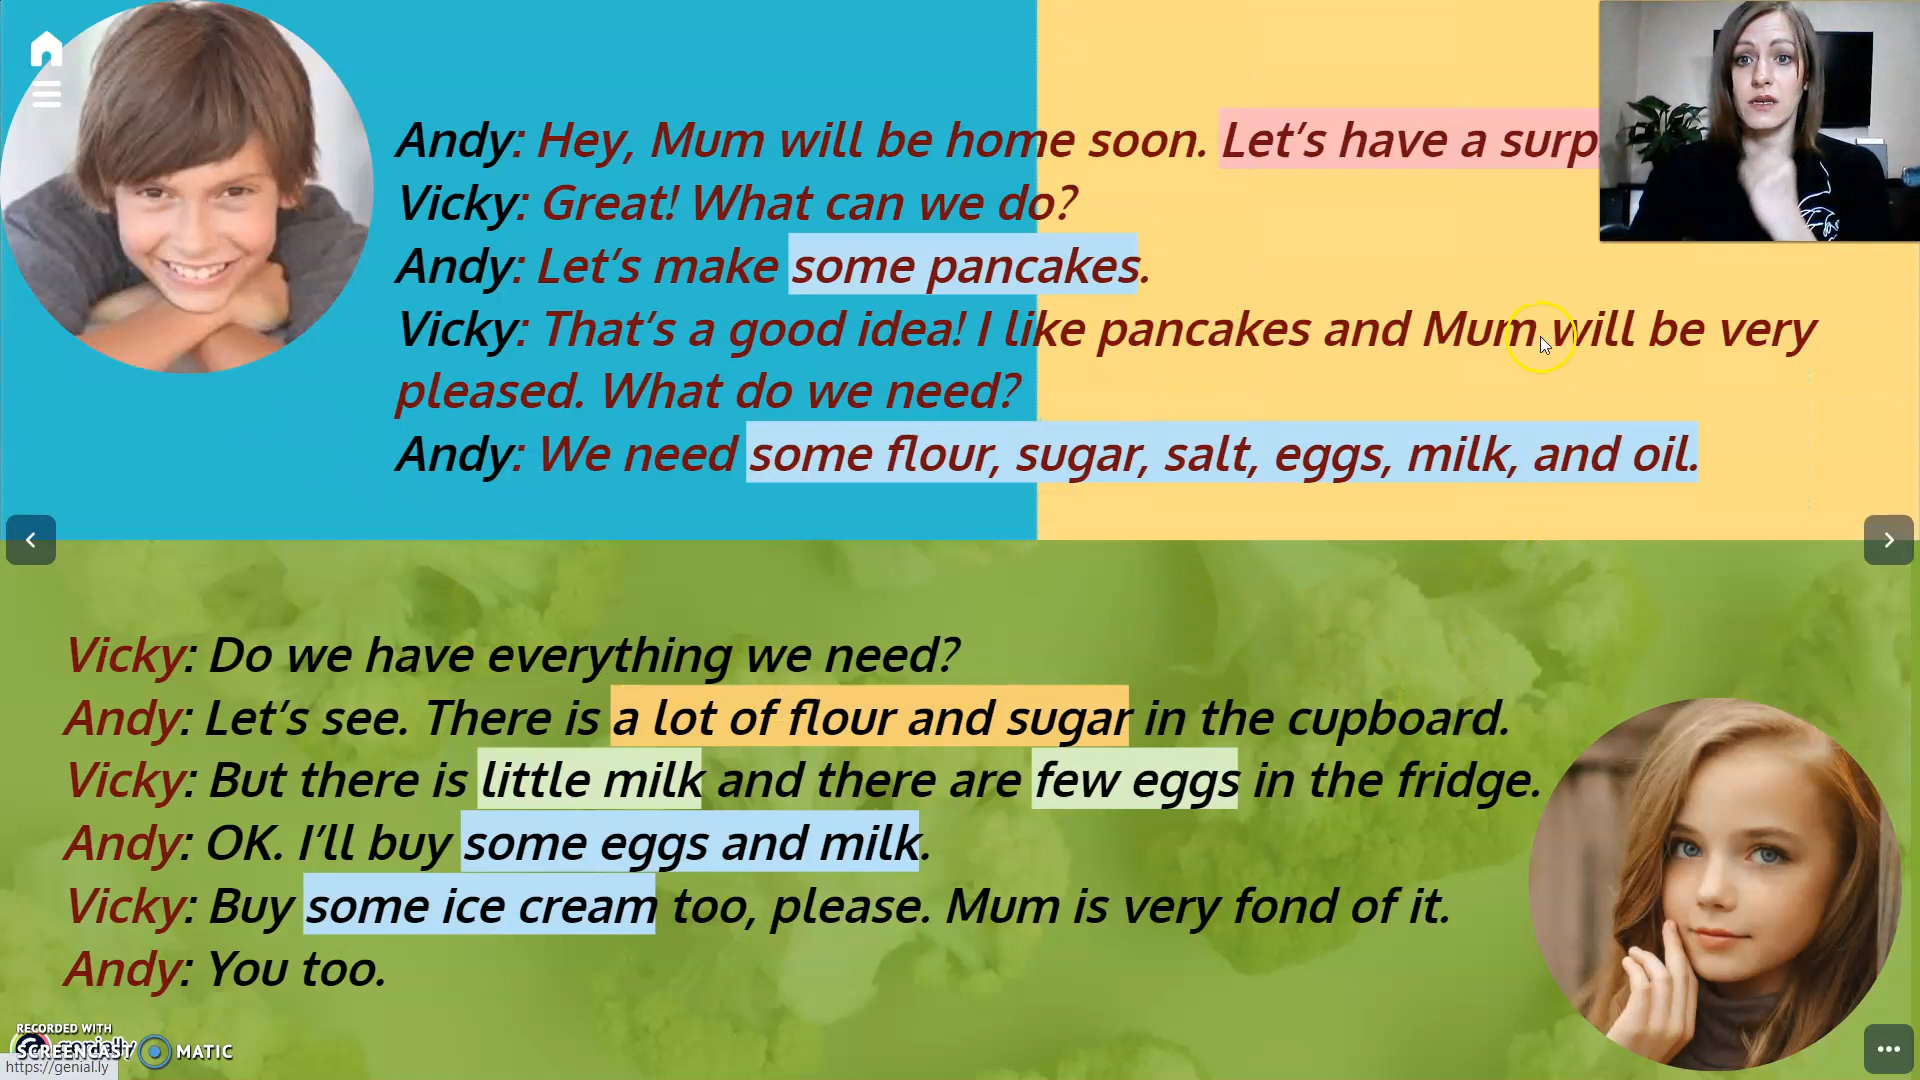 Andy: Hey, Mum will be home soon. Let's have a surp
Vicky: Great! What can we do?
Andy: Let's make some pancakes.
Vicky: That's a good idea! I like pancakes and Mum will be very
pleased. What do we need?
Andy: We need some flour, sugar, salt, eggs, milk, and oil.
Vicky: Do we have everything we need?
Andy: Let's see. There is a lot of flour and sugar in the cupboard.
Vicky: But there is little milk and there are few eggs in the fridge.
Andy: OK. I'll buy some eggs and milk.
Vicky: Buy some ice cream too, please. Mum is very fond of it.
Andy: You too.
RECORDED WITH
SCREENCAST MATIC
https://genial.ly